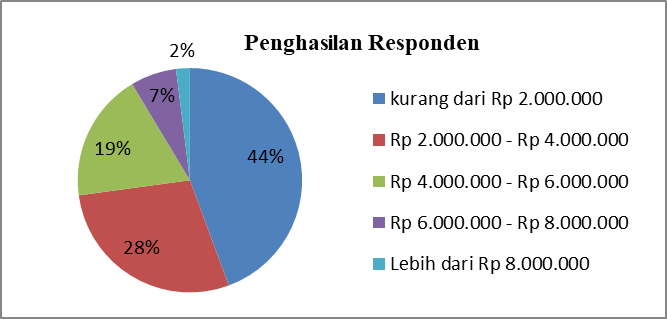 Penghasilan Responden
2%
7%
19%
44%
28%
kurang dari Rp 2.000.000
Rp 2.000.000 - Rp 4.000.000
Rp 4.000.000 - Rp 6.000.000
Rp 6.000.000 - Rp 8.000.000
Lebih dari Rp 8.000.000